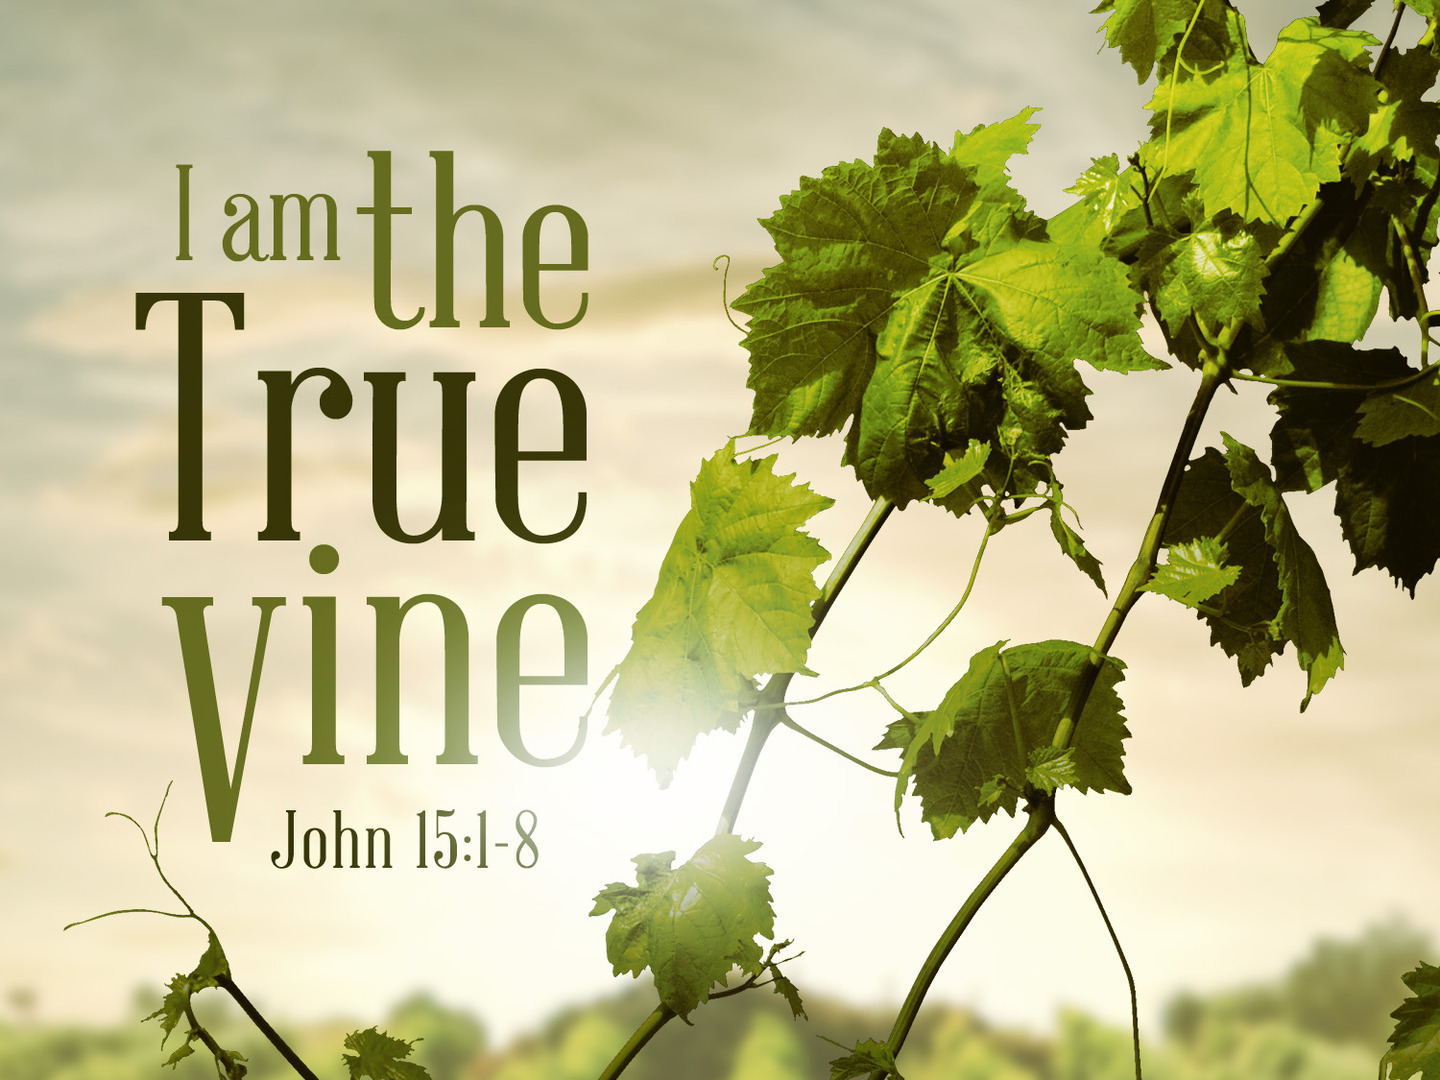 I am the
True
vine
John 15:1-8